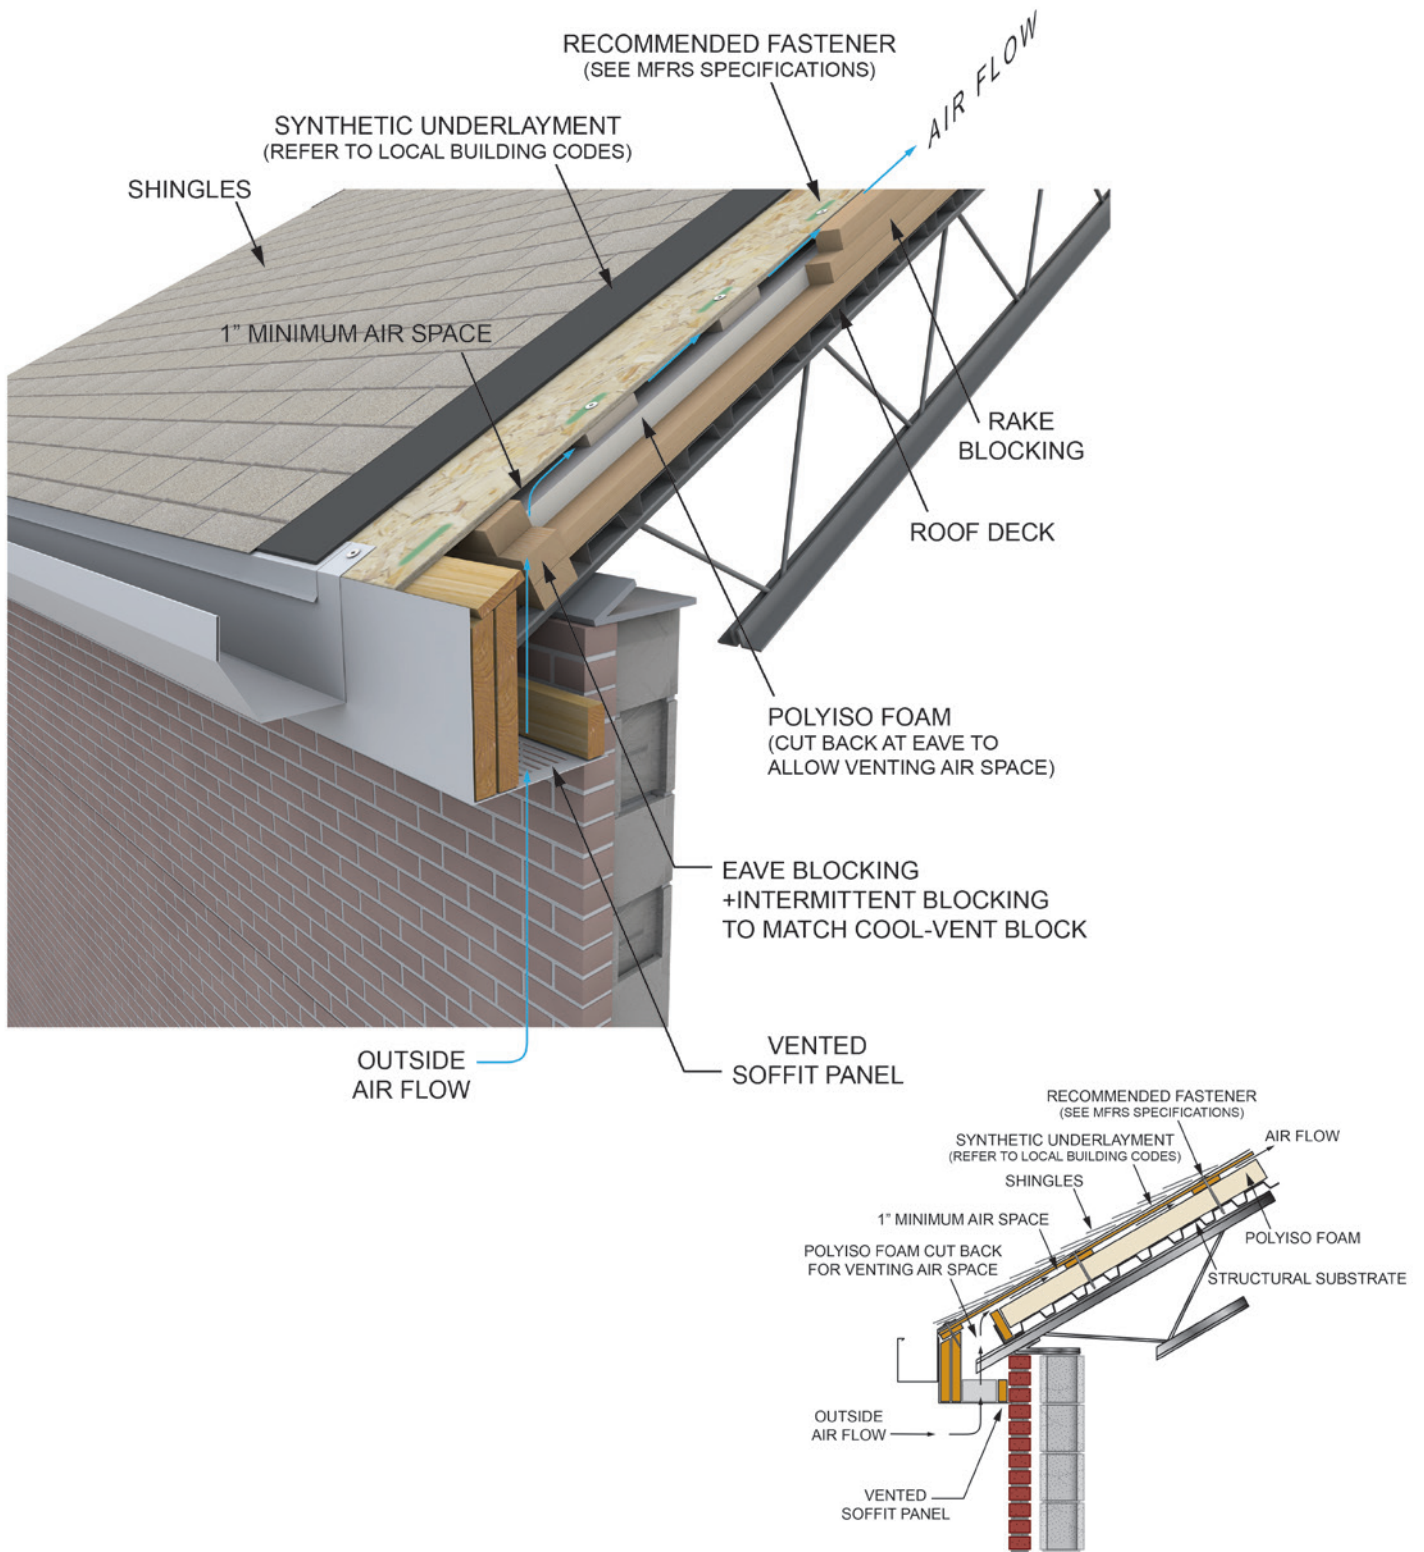 RECOMMENDED FASTENER
(SEE MFRS SPECIFICATIONS)
AIR FLOW
SYNTHETIC UNDERLAYMENT
(REFER TO LOCAL BUILDING CODES)
SHINGLES
1” MINIMUM AIR SPACE
RAKE
BLOCKING
ROOF DECK
POLYISO FOAM
(CUT BACK AT EAVE TO
ALLOW VENTING AIR SPACE)
EAVE BLOCKING
+INTERMITTENT BLOCKING
TO MATCH COOL-VENT BLOCK
OUTSIDE
AIR FLOW
VENTED
SOFFIT PANEL
RECOMMENDED FASTENER
(SEE MFRS SPECIFICATIONS)
AIR FLOW
SYNTHETIC UNDERLAYMENT
(REFER TO LOCAL BUILDING CODES)
SHINGLES
1” MINIMUM AIR SPACE
POLYISO FOAM
POLYISO FOAM CUT BACK
FOR VENTING AIR SPACE
STRUCTURAL SUBSTRATE
OUTSIDE
AIR FLOW
VENTED
SOFFIT PANEL